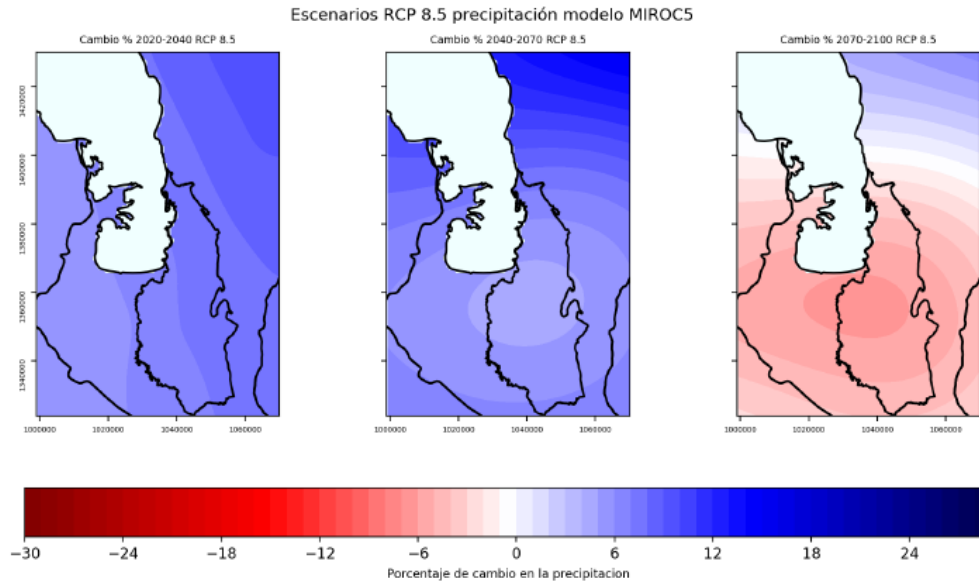 Escenarios RCP 8.5 precipitación modelo MIROC5
Cambio % 2020-2040 RCP 8.5
Cambio % 2040-2070 RCP 8.5
Cambio % 2070-2100 RCP 8.5
1420000
1400000
1380000
1360000
1340000
1000000 1020000 1040000 1060000
1000000 1020000 1040000 1060000
1000000 1020000 1040000 1060000
−30 −24 −18 −12 −6 0 6 12 18 24
Porcentaje de cambio en la precipitacion